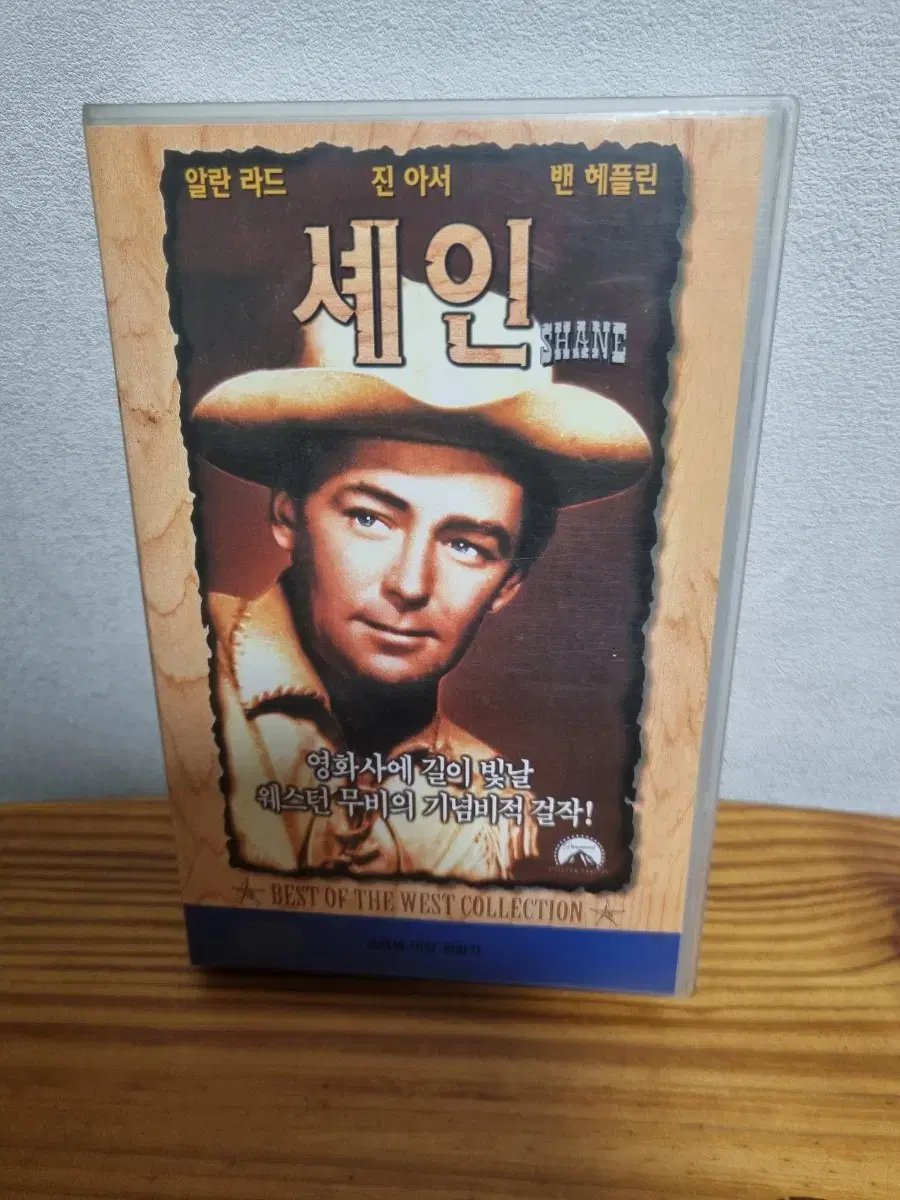 알란 라드 진 아서 밴 헤플린
셰인
SHANE
영화사에 길이 빛날
웨스턴 무비의 기념비적 걸작!
BEST OF THE WEST COLLECTION